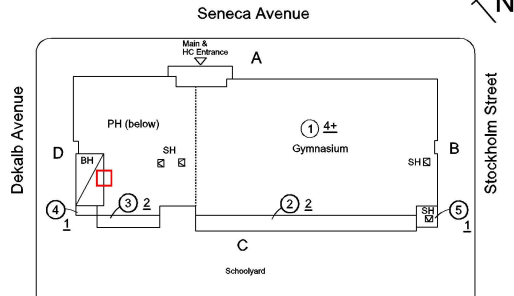 Seneca Avenue
N
Main &
HC Entrance
A
PH (below)
1 4+
Gymnasium
Dekalb Avenue
Stockholm Street
D
BH
SH
SH
B
4
1
3 2
2 2
SH
5
1
C
Schoolyard